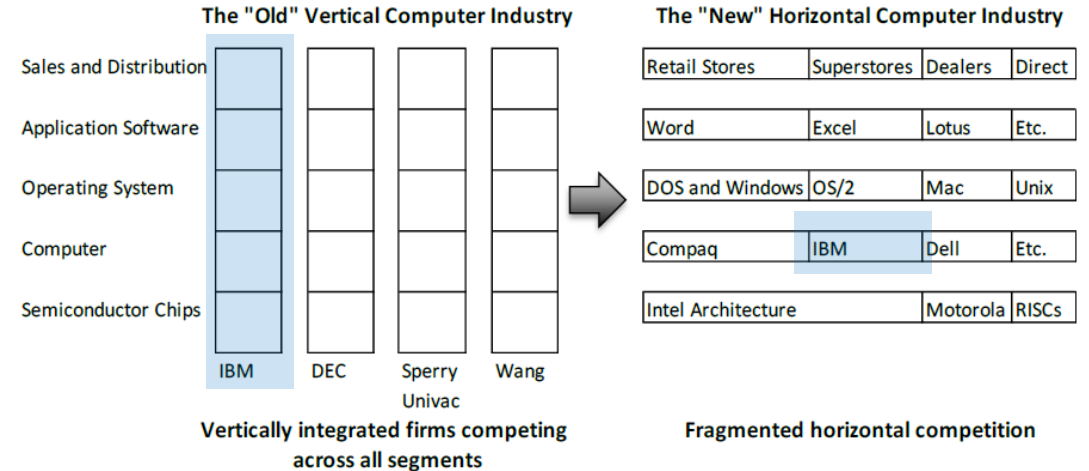 The "Old" Vertical Computer Industry
The "New" Horizontal Computer Industry
Sales and Distribution
Retail Stores Superstores Dealers Direct
Application Software
Word Excel Lotus Etc.
Operating System
DOS and Windows OS/2 Mac Unix
Computer
Compaq IBM Dell Etc.
Semiconductor Chips
Intel Architecture Motorola RISCs
IBM DEC Sperry Wang
Univac
Vertically integrated firms competing
across all segments
Fragmented horizontal competition